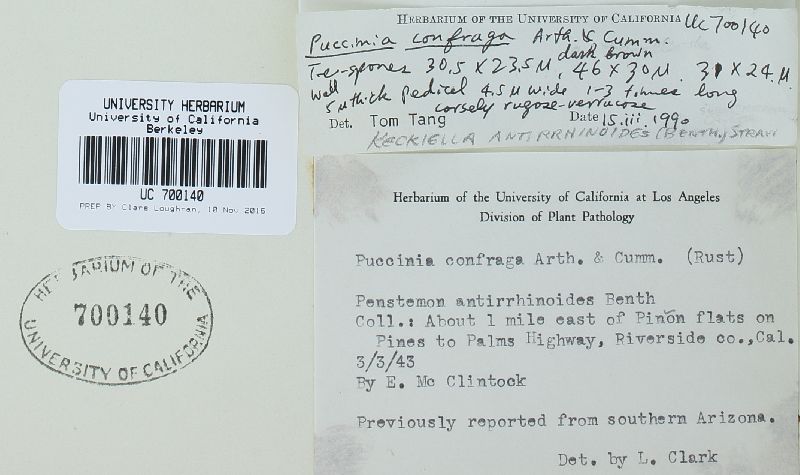 HERBARIUM OF THE UNIVERSITY OF CALIFORNIA UC 700140
Puccinia confraga Arth. & Cumm.
dark brown
Te-spores 30.5 X 23.5 µ, 46 X 30 µ. 31 X 24 µ.
wall 5 µ thick pedicel 4.5 µ wide 1-3 times long
corsely rugose-verrucose
Det. Tom Tang Date 15.iii.1990
KECKIELLA ANTIRRHINOIDES (BENTH.) STRAW
UNIVERSITY HERBARIUM
University of California
Berkeley
UC 700140
PREP BY Clare Loughran, 10 Nov 2016
HERBARIUM OF THE
700140
UNIVERSITY OF CALIFORNIA
Herbarium of the University of California at Los Angeles
Division of Plant Pathology
Puccinia confraga Arth. & Cumm. (Rust)
Penstemon antirrhinoides Benth
Coll.: About 1 mile east of Piñon flats on
Pines to Palms Highway, Riverside co.,Cal.
3/3/43
By E. Mc Clintock
Previously reported from southern Arizona.
Det. by L. Clark